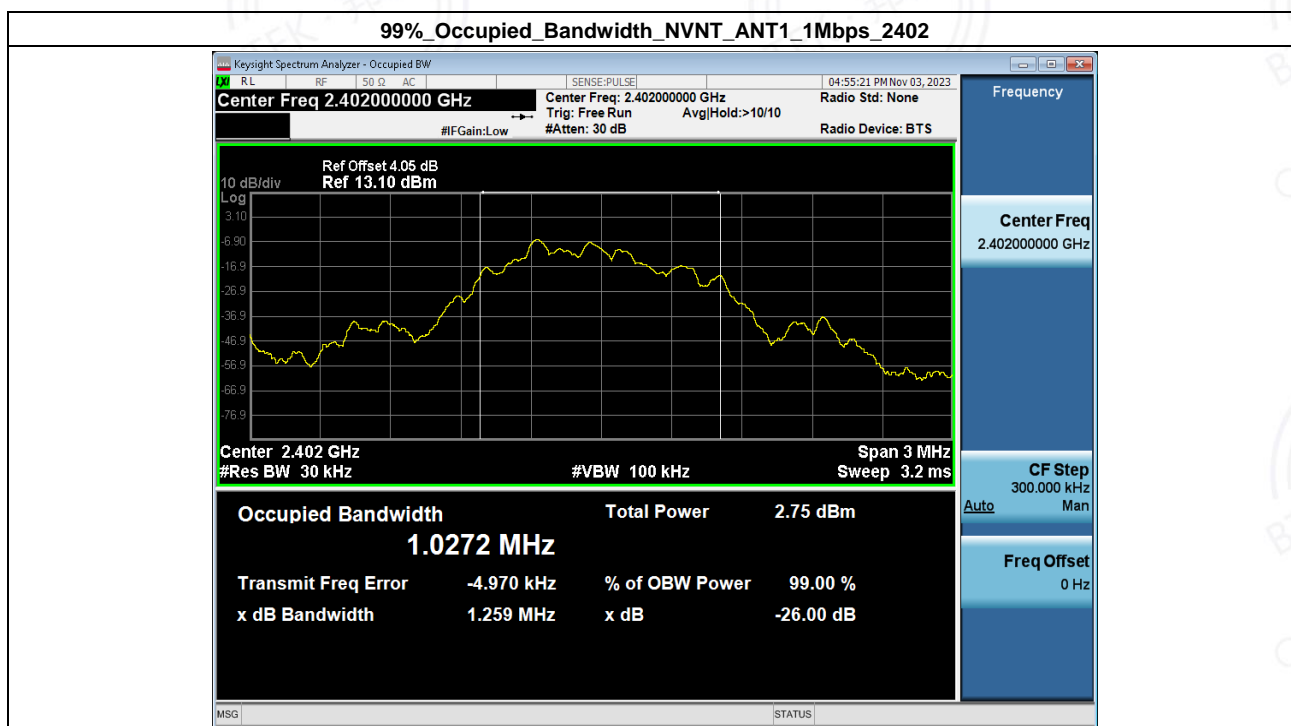 99%_Occupied_Bandwidth_NVNT_ANT1_1Mbps_2402
Keysight Spectrum Analyzer - Occupied BW
LXI RL RF 50 Ω AC SENSE:PULSE 04:55:21 PM Nov 03, 2023
Center Freq 2.402000000 GHz
Center Freq: 2.402000000 GHz Radio Std: None
Trig: Free Run Avg|Hold:>10/10
#IFGain:Low #Atten: 30 dB Radio Device: BTS
Ref Offset 4.05 dB
10 dB/div Ref 13.10 dBm
Log
3.10
-6.90
-16.9
-26.9
-36.9
-46.9
-56.9
-66.9
-76.9
Center 2.402 GHz Span 3 MHz
#Res BW 30 kHz #VBW 100 kHz Sweep 3.2 ms
Occupied Bandwidth Total Power 2.75 dBm
1.0272 MHz
Transmit Freq Error -4.970 kHz % of OBW Power 99.00 %
x dB Bandwidth 1.259 MHz x dB -26.00 dB
MSG STATUS
Frequency
Center Freq
2.402000000 GHz
CF Step
300.000 kHz
Auto Man
Freq Offset
0 Hz